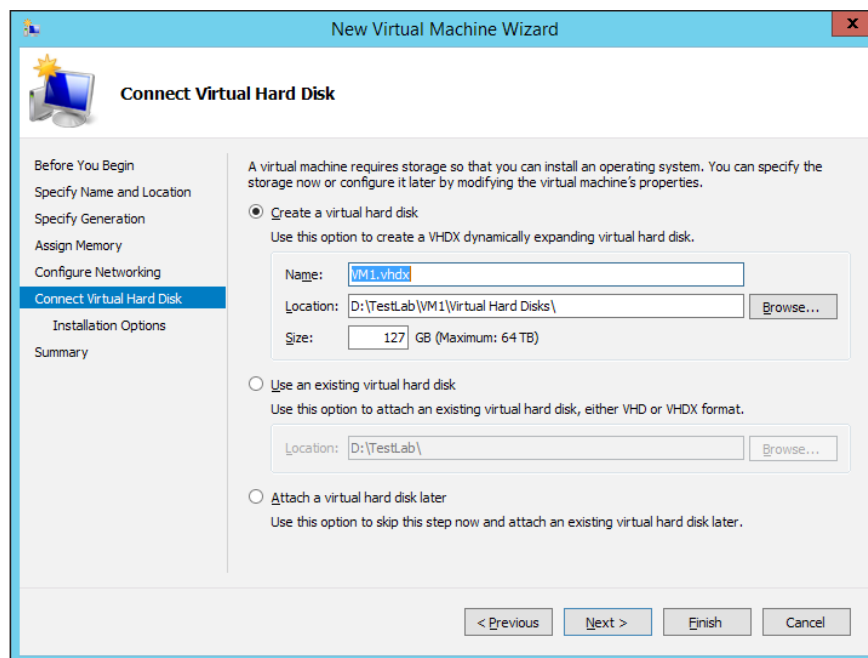 New Virtual Machine Wizard
x
Connect Virtual Hard Disk
Before You Begin
Specify Name and Location
Specify Generation
Assign Memory
Configure Networking
Connect Virtual Hard Disk
Installation Options
Summary
A virtual machine requires storage so that you can install an operating system. You can specify the
storage now or configure it later by modifying the virtual machine's properties.
Create a virtual hard disk
Use this option to create a VHDX dynamically expanding virtual hard disk.
Name: VM1.vhdx
Location: D:\TestLab\VM1\Virtual Hard Disks\ Browse...
Size: 127 GB (Maximum: 64 TB)
Use an existing virtual hard disk
Use this option to attach an existing virtual hard disk, either VHD or VHDX format.
Location: D:\TestLab\ Browse...
Attach a virtual hard disk later
Use this option to skip this step now and attach an existing virtual hard disk later.
< Previous Next > Finish Cancel